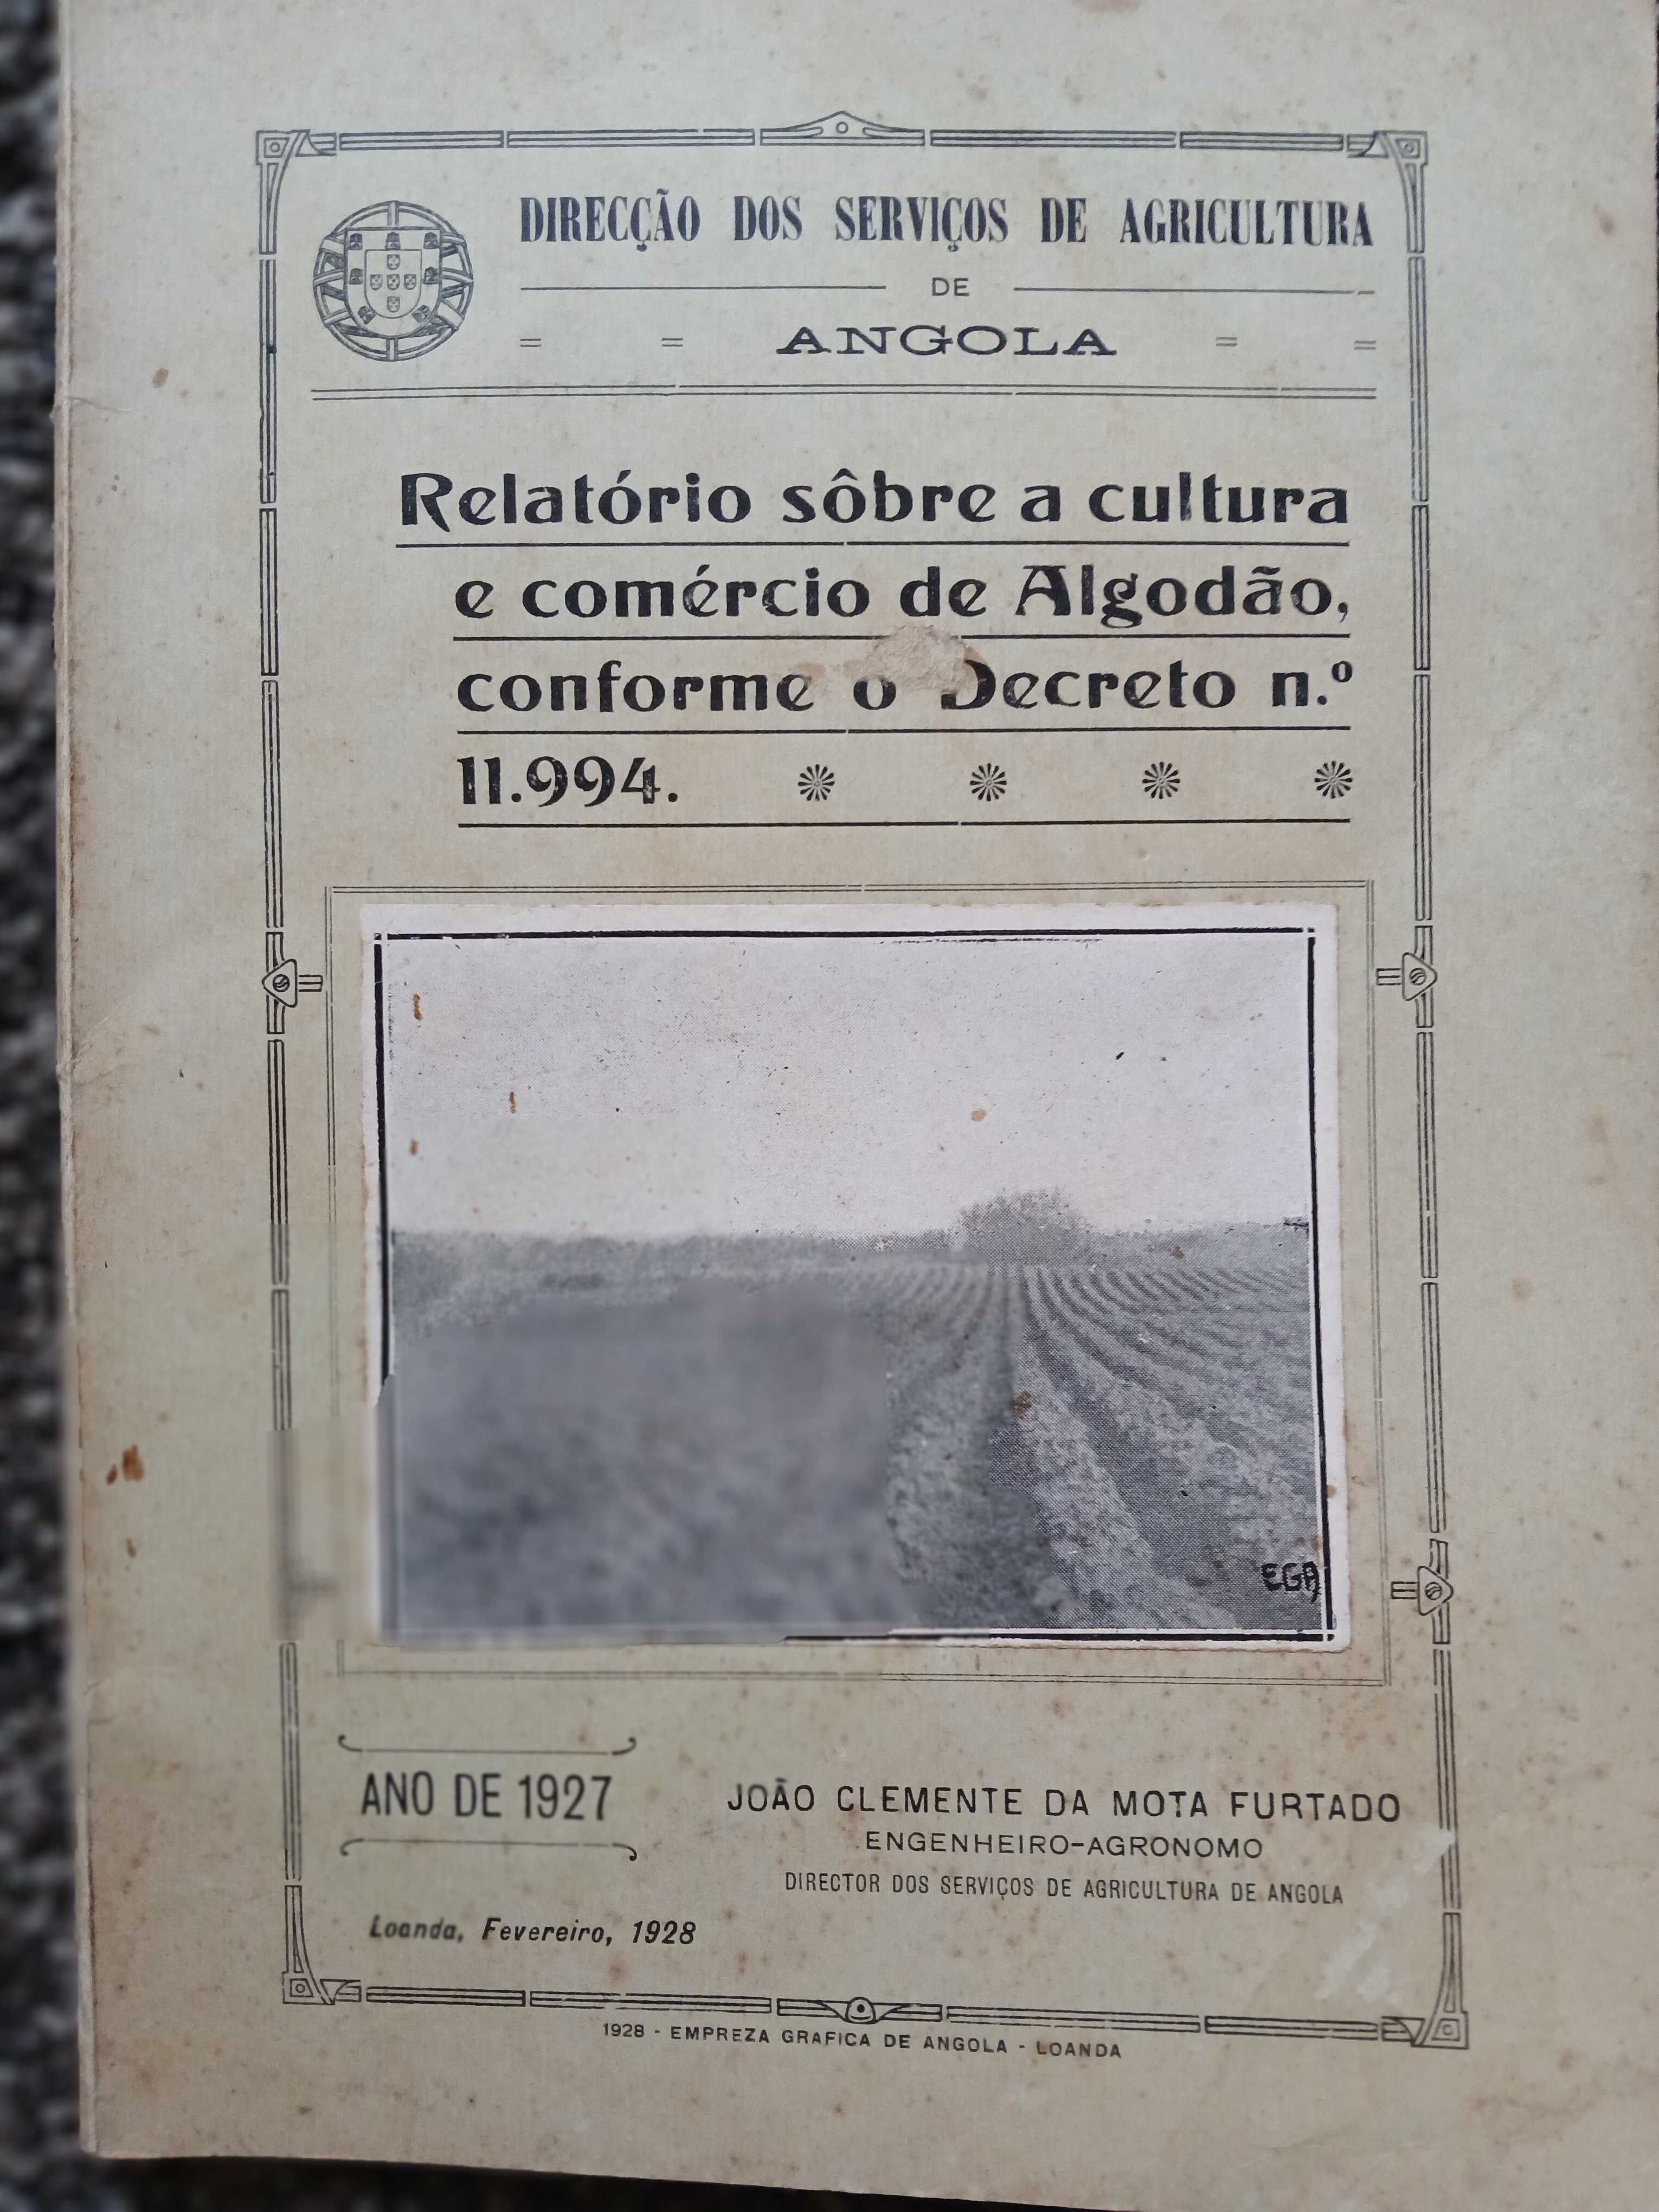 DIRECÇÃO DOS SERVIÇOS DE AGRICULTURA
DE
= = ANGOLA = =
Relatório sôbre a cultura
e comércio de Algodão,
conforme o Decreto n.º
11.994.
EGA
ANO DE 1927
JOÃO CLEMENTE DA MOTA FURTADO
ENGENHEIRO-AGRONOMO
DIRECTOR DOS SERVIÇOS DE AGRICULTURA DE ANGOLA
Loanda, Fevereiro, 1928
1928 - EMPREZA GRAFICA DE ANGOLA - LOANDA